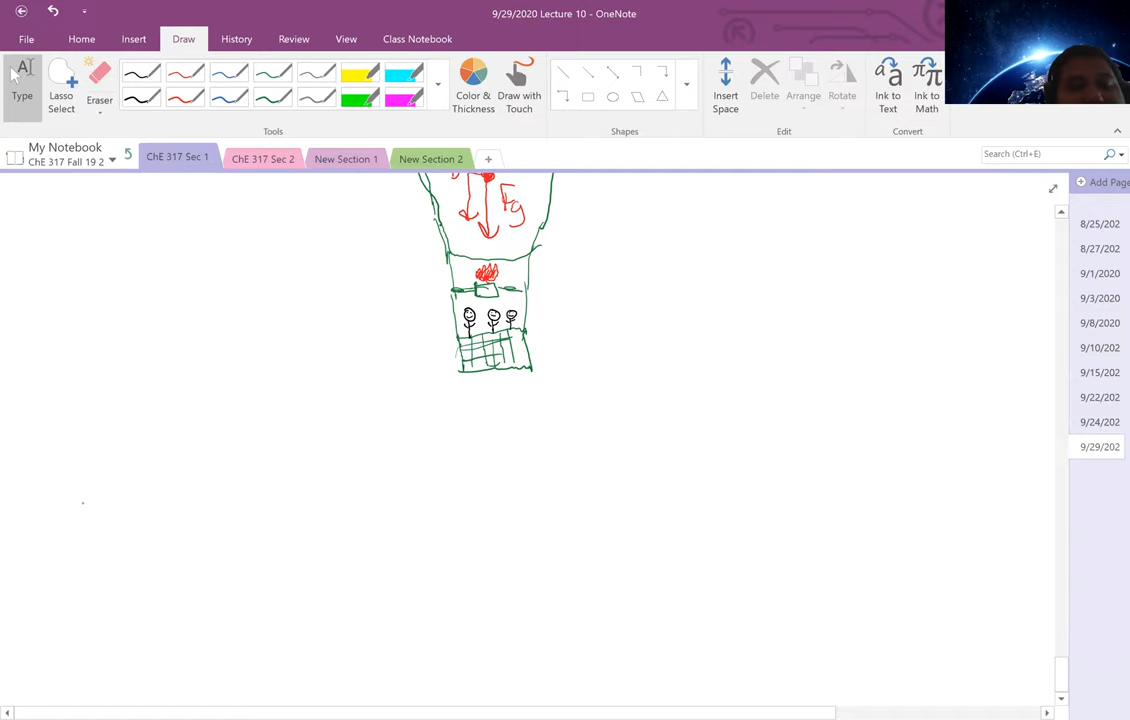 9/29/2020 Lecture 10 - OneNote
File Home Insert Draw History Review View Class Notebook
Type
Lasso Select
Eraser
Color & Thickness
Draw with Touch
Insert Space
Delete
Arrange
Rotate
Ink to Text
Ink to Math
Tools
Shapes
Edit
Convert
My Notebook
ChE 317 Fall 19 2
ChE 317 Sec 1
ChE 317 Sec 2
New Section 1
New Section 2
Search (Ctrl+E)
Add Page
8/25/202
8/27/202
9/1/2020
9/3/2020
9/8/2020
9/10/202
9/15/202
9/22/202
9/24/202
9/29/202
Fg